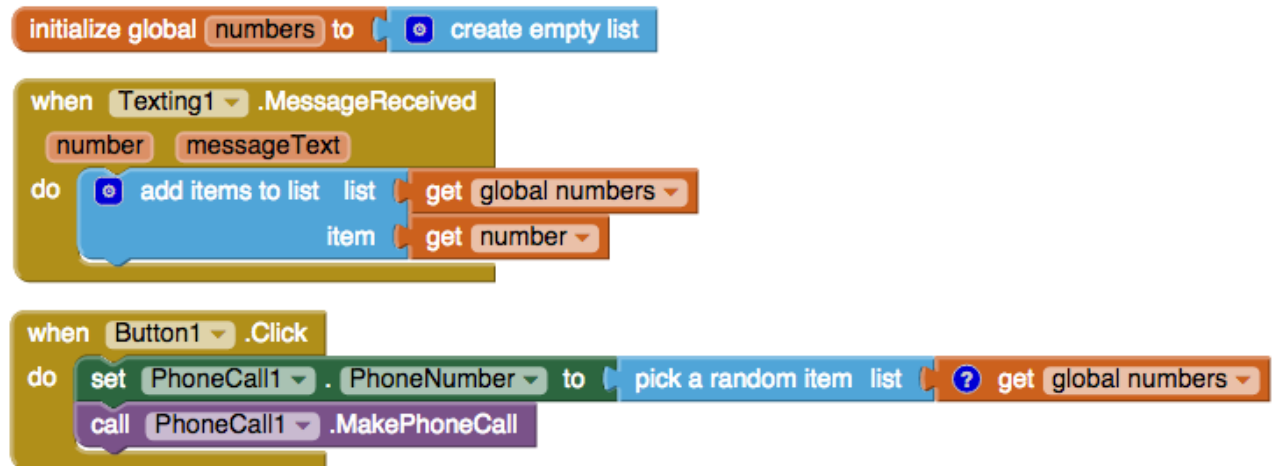 initialize global numbers to create empty list
when Texting1 .MessageReceived
number messageText
do add items to list list get global numbers
item get number
when Button1 .Click
do set PhoneCall1 . PhoneNumber to pick a random item list ? get global numbers
call PhoneCall1 .MakePhoneCall